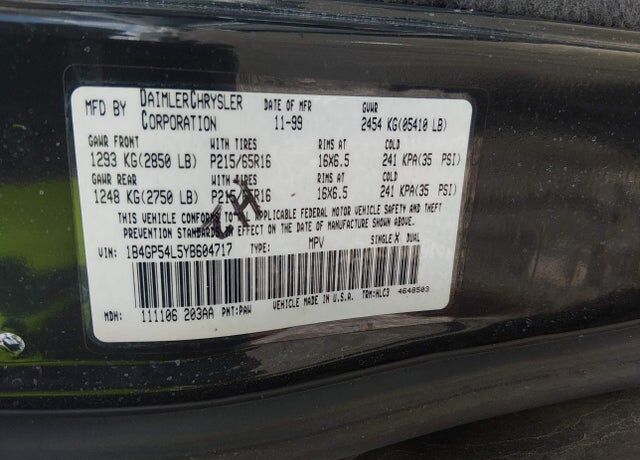 MFD BY DAIMLERCHRYSLER CORPORATION DATE OF MFR 11-99 GVWR 2454 KG(05410 LB)
GAWR FRONT WITH TIRES RIMS AT COLD
1293 KG(2850 LB) P215/65R16 16X6.5 241 KPA(35 PSI)
GAWR REAR WITH TIRES RIMS AT COLD
1248 KG(2750 LB) P215/65R16 16X6.5 241 KPA(35 PSI)
THIS VEHICLE CONFORMS TO APPLICABLE FEDERAL MOTOR VEHICLE SAFETY AND THEFT
PREVENTION STANDARDS IN EFFECT ON THE DATE OF MANUFACTURE SHOWN ABOVE.
VIN: 1B4GP54L5YB604717 TYPE: MPV SINGLE X DUAL
MDH: 111106 203AA PNT:PAW VEHICLE MADE IN U.S.A. TRM:WLC3 4648503